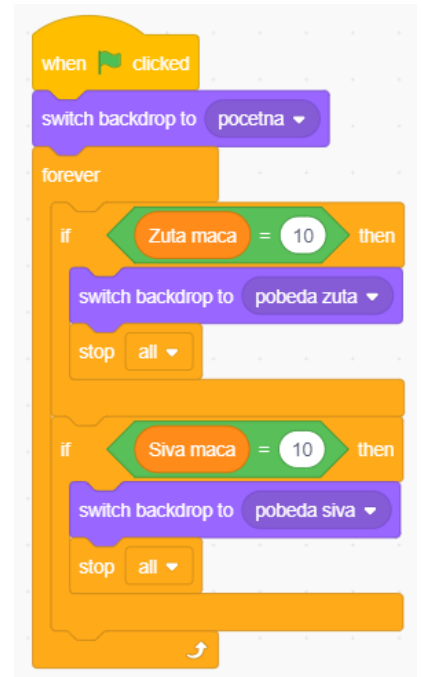 when clicked
switch backdrop to pocetna
forever
if Zuta maca = 10 then
switch backdrop to pobeda zuta
stop all
if Siva maca = 10 then
switch backdrop to pobeda siva
stop all